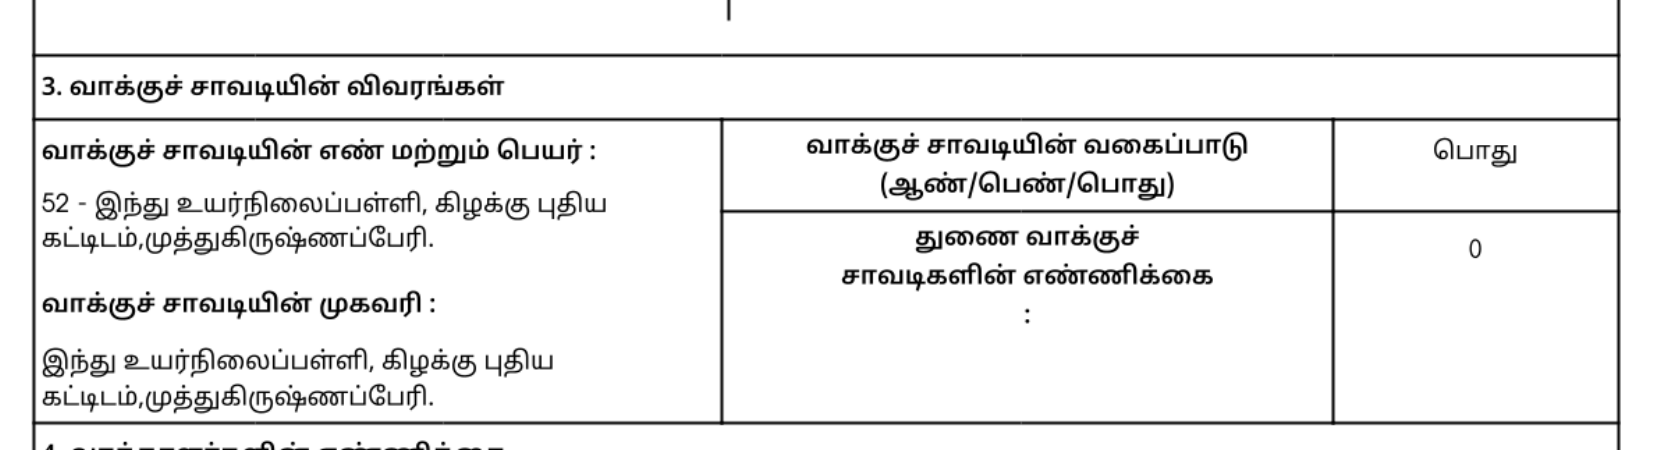 3. வாக்குச் சாவடியின் விவரங்கள்
வாக்குச் சாவடியின் எண் மற்றும் பெயர் :
52 - இந்து உயர்நிலைப்பள்ளி, கிழக்கு புதிய
கட்டிடம்,முத்துகிருஷ்ணப்பேரி.
வாக்குச் சாவடியின் முகவரி :
இந்து உயர்நிலைப்பள்ளி, கிழக்கு புதிய
கட்டிடம்,முத்துகிருஷ்ணப்பேரி.
வாக்குச் சாவடியின் வகைப்பாடு
(ஆண்/பெண்/பொது)
பொது
துணை வாக்குச்
சாவடிகளின் எண்ணிக்கை
:
0